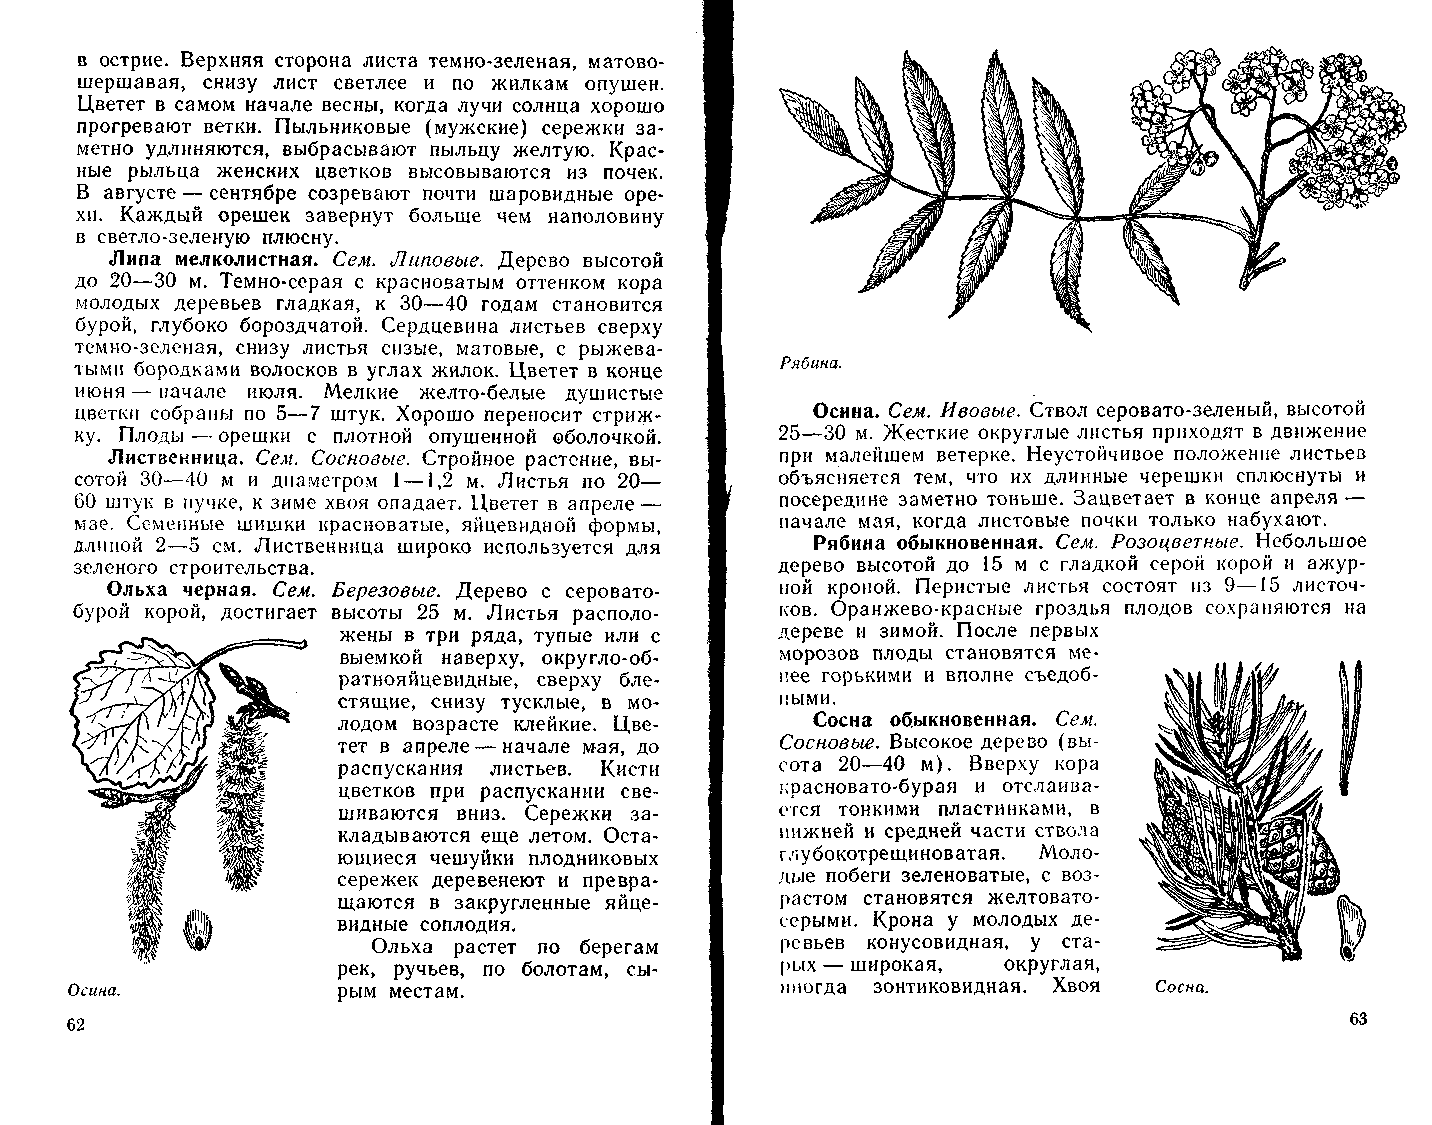 в острие. Верхняя сторона листа темно-зеленая, матово-
шершавая, снизу лист светлее и по жилкам опушен.
Цветет в самом начале весны, когда лучи солнца хорошо
прогревают ветки. Пыльниковые (мужские) сережки за-
метно удлиняются, выбрасывают пыльцу желтую. Крас-
ные рыльца женских цветков высовываются из почек.
В августе — сентябре созревают почти шаровидные оре-
хи. Каждый орешек завернут больше чем наполовину
в светло-зеленую плюсну.
Липа мелколистная. Сем. Липовые. Дерево высотой
до 20—30 м. Темно-серая с красноватым оттенком кора
молодых деревьев гладкая, к 30—40 годам становится
бурой, глубоко бороздчатой. Сердцевина листьев сверху
темно-зеленая, снизу листья сизые, матовые, с рыжева-
тыми бородками волосков в углах жилок. Цветет в конце
июня — начале июля. Мелкие желто-белые душистые
цветки собраны по 5—7 штук. Хорошо переносит стриж-
ку. Плоды — орешки с плотной опушенной оболочкой.
Лиственница. Сем. Сосновые. Стройное растение, вы-
сотой 30—40 м и диаметром 1—1,2 м. Листья по 20—
60 штук в пучке, к зиме хвоя опадает. Цветет в апреле —
мае. Семенные шишки красноватые, яйцевидной формы,
длиной 2—5 см. Лиственница широко используется для
зеленого строительства.
Ольха черная. Сем. Березовые. Дерево с серовато-
бурой корой, достигает высоты 25 м. Листья располо-
жены в три ряда, тупые или с
выемкой наверху, округло-об-
ратнояйцевидные, сверху бле-
стящие, снизу тусклые, в мо-
лодом возрасте клейкие. Цве-
тет в апреле — начале мая, до
распускания листьев. Кисти
цветков при распускании све-
шиваются вниз. Сережки за-
кладываются еще летом. Оста-
ющиеся чешуйки плодниковых
сережек деревенеют и превра-
щаются в закругленные яйце-
видные соплодия.
Ольха растет по берегам
рек, ручьев, по болотам, сы-
рым местам.
Осина.
62
Рябина.
Осина. Сем. Ивовые. Ствол серовато-зеленый, высотой
25—30 м. Жесткие округлые листья приходят в движение
при малейшем ветерке. Неустойчивое положение листьев
объясняется тем, что их длинные черешки сплюснуты и
посередине заметно тоньше. Зацветает в конце апреля —
начале мая, когда листовые почки только набухают.
Рябина обыкновенная. Сем. Розоцветные. Небольшое
дерево высотой до 15 м с гладкой серой корой и ажур-
ной кроной. Перистые листья состоят из 9—15 листоч-
ков. Оранжево-красные гроздья плодов сохраняются на
дереве и зимой. После первых
морозов плоды становятся ме-
нее горькими и вполне съедоб-
ными.
Сосна обыкновенная. Сем.
Сосновые. Высокое дерево (вы-
сота 20—40 м). Вверху кора
красновато-бурая и отслаива-
ется тонкими пластинками, в
нижней и средней части ствола
глубокотрещиноватая. Моло-
дые побеги зеленоватые, с воз-
растом становятся желтовато-
серыми. Крона у молодых де-
ревьев конусовидная, у ста-
рых — широкая, округлая,
иногда зонтиковидная. Хвоя
Сосна.
63